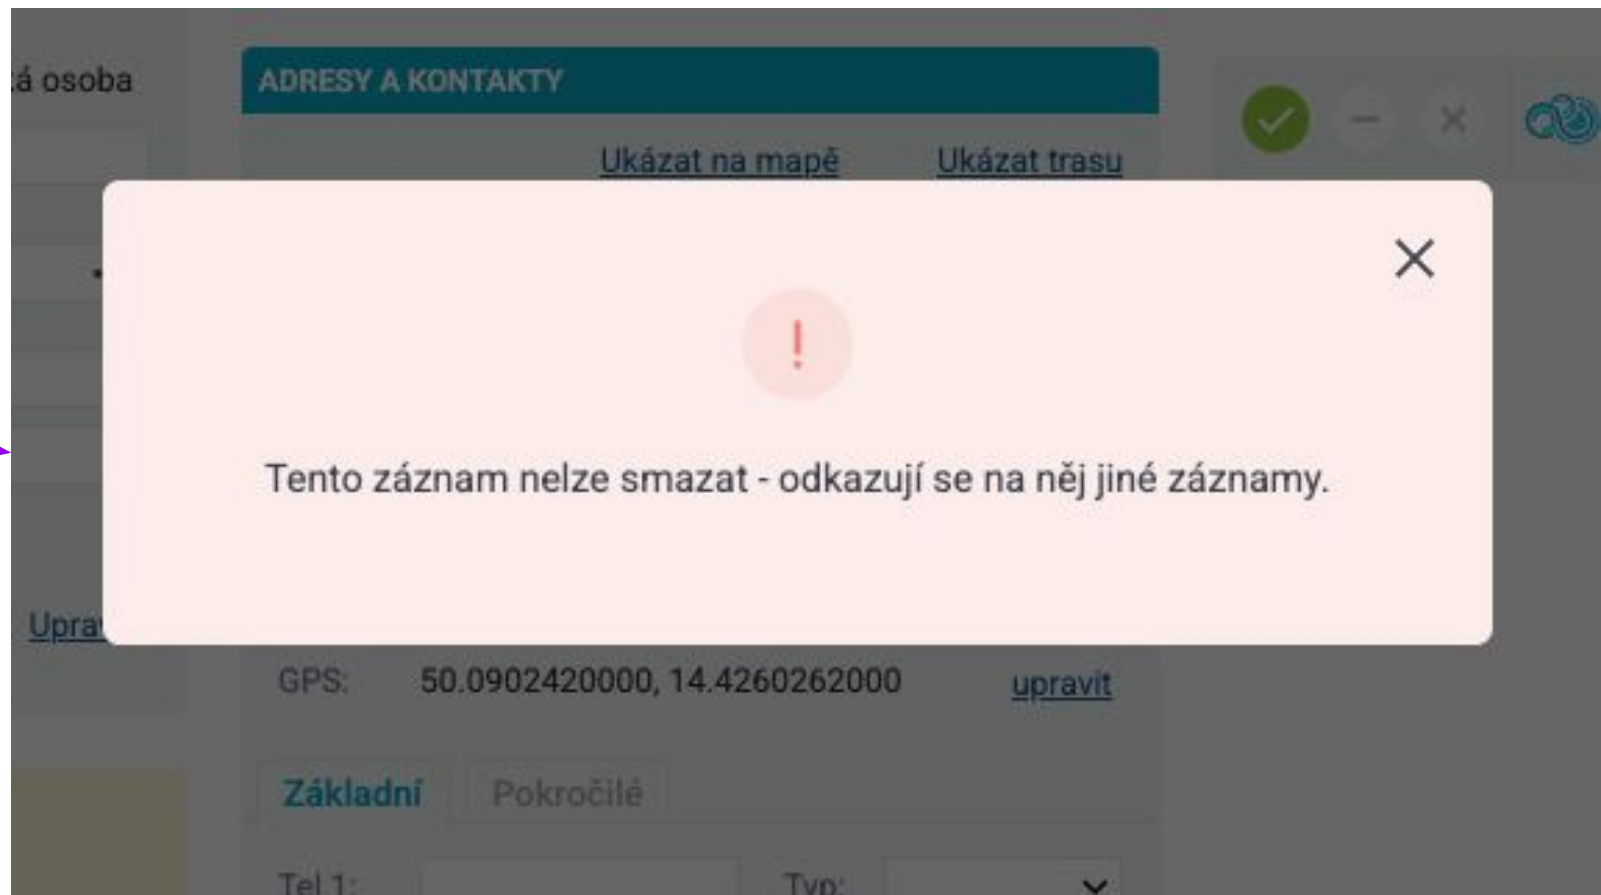 á osoba
ADRESY A KONTAKTY
Ukázat na mapě
Ukázat trasu
!
Tento záznam nelze smazat - odkazují se na něj jiné záznamy.
GPS: 50.0902420000, 14.4260262000 upravit
Základní Pokročilé
Tel.1: Typ: